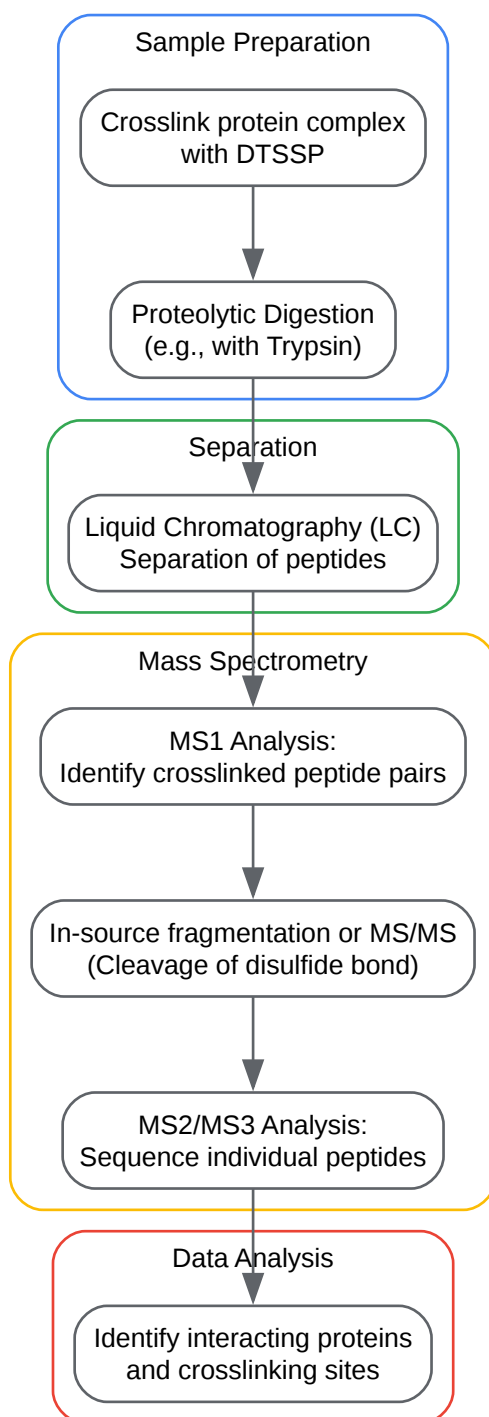 Sample Preparation
Crosslink protein complex
with DTSSP
Proteolytic Digestion
(e.g., with Trypsin)
Separation
Liquid Chromatography (LC)
Separation of peptides
Mass Spectrometry
MS1 Analysis:
Identify crosslinked peptide pairs
In-source fragmentation or MS/MS
(Cleavage of disulfide bond)
MS2/MS3 Analysis:
Sequence individual peptides
Data Analysis
Identify interacting proteins
and crosslinking sites